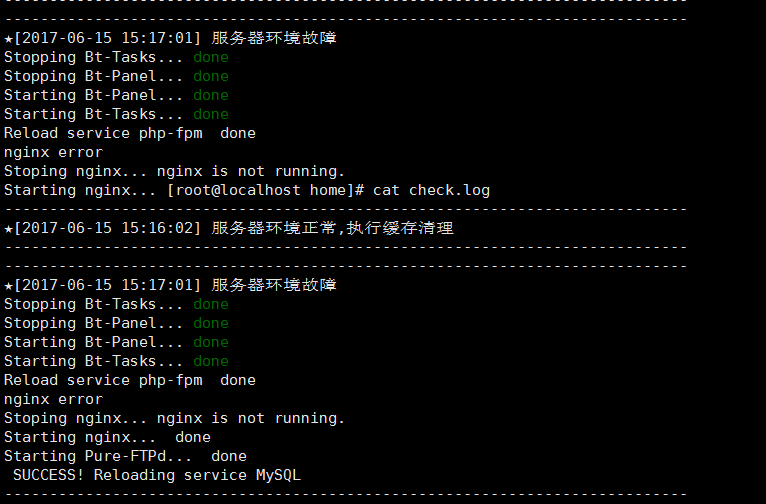 --------------------------------------------------------------------------
--------------------------------------------------------------------------
★[2017-06-15 15:17:01] 服务器环境故障
Stopping Bt-Tasks... done
Stopping Bt-Panel... done
Starting Bt-Panel... done
Starting Bt-Tasks... done
Reload service php-fpm  done
nginx error
Stoping nginx... nginx is not running.
Starting nginx... [root@localhost home]# cat check.log
--------------------------------------------------------------------------
★[2017-06-15 15:16:02] 服务器环境正常,执行缓存清理
--------------------------------------------------------------------------
--------------------------------------------------------------------------
★[2017-06-15 15:17:01] 服务器环境故障
Stopping Bt-Tasks... done
Stopping Bt-Panel... done
Starting Bt-Panel... done
Starting Bt-Tasks... done
Reload service php-fpm  done
nginx error
Stoping nginx... nginx is not running.
Starting nginx...  done
Starting Pure-FTPd...  done
 SUCCESS! Reloading service MySQL
--------------------------------------------------------------------------